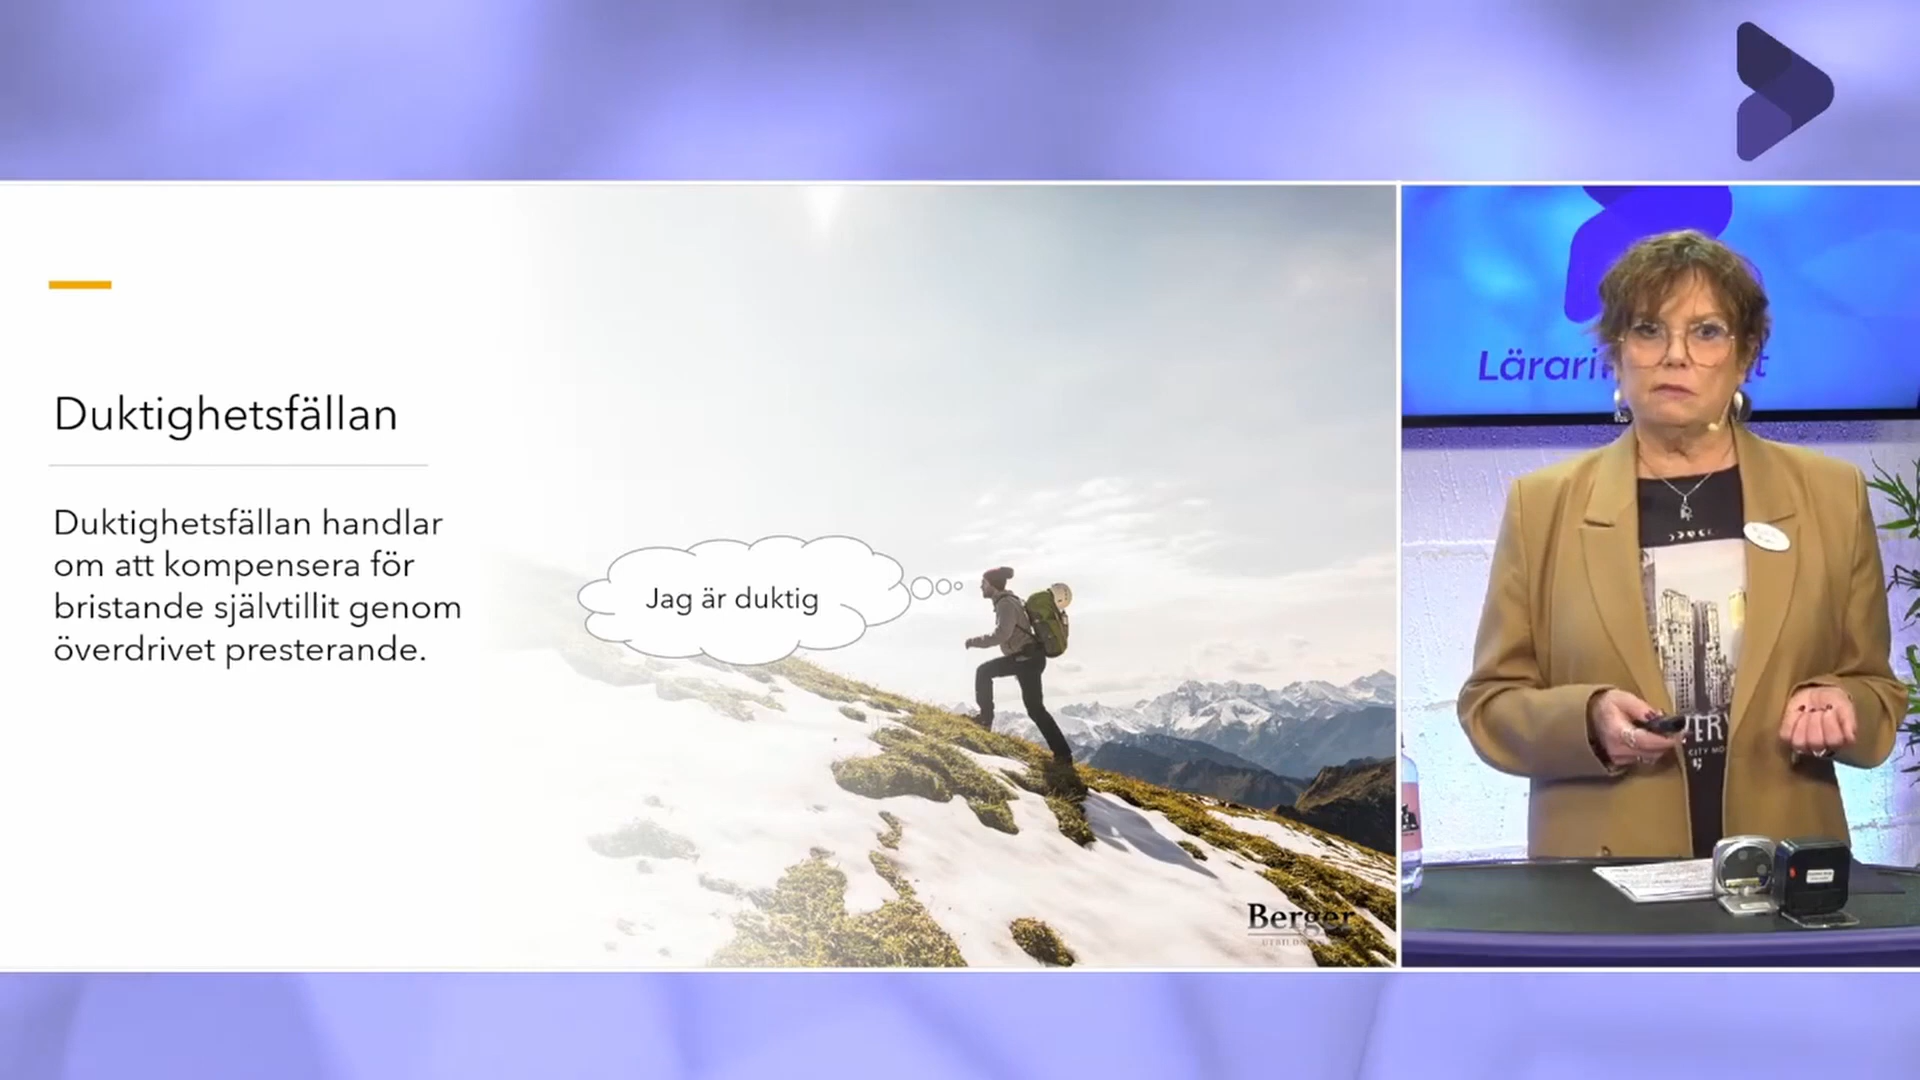 Duktighetsfällan
Duktighetsfällan handlar
om att kompensera för
bristande självtillit genom
överdrivet presterande.
Jag är duktig
Berger